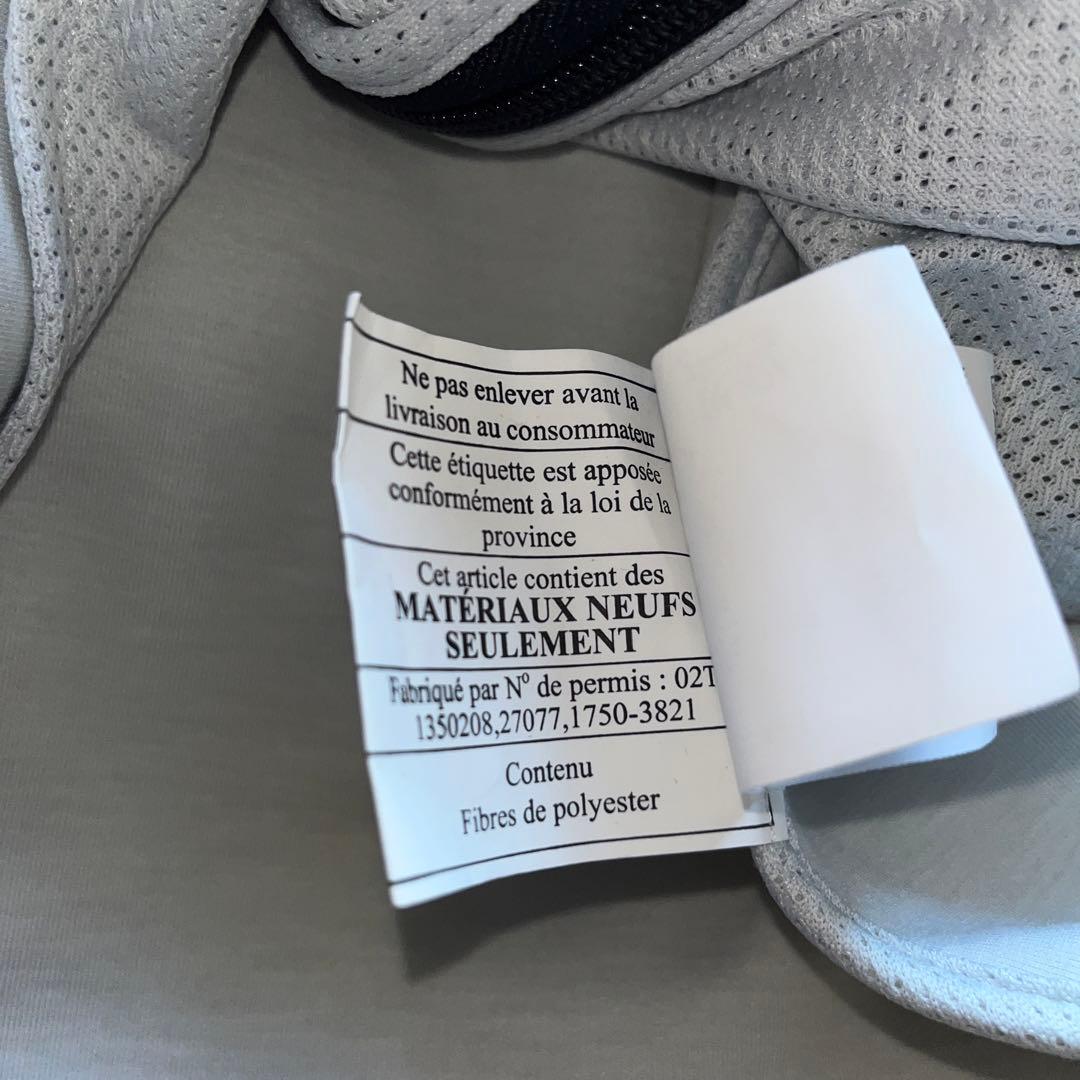 Ne pas enlever avant la
livraison au consommateur
Cette étiquette est apposée
conformément à la loi de la
province
Cet article contient des
MATÉRIAUX NEUFS
SEULEMENT
Fabriqué par Nº de permis : 02T
1350208,27077,1750-3821
Contenu
Fibres de polyester